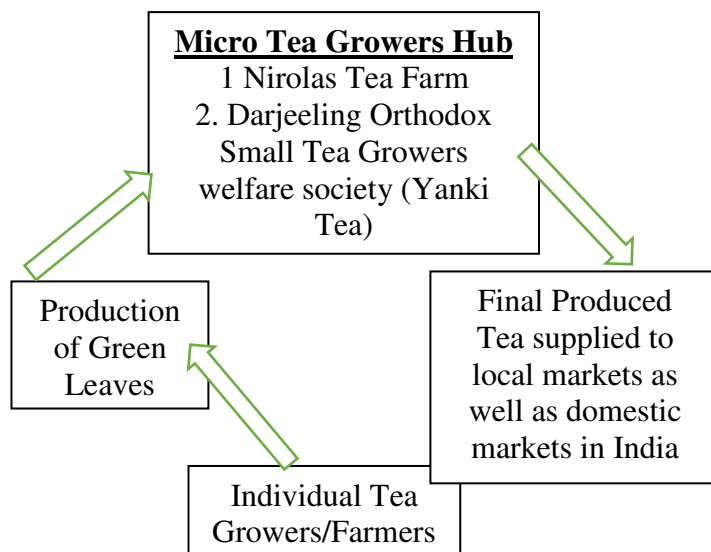 Micro Tea Growers Hub
1 Nirolas Tea Farm
2. Darjeeling Orthodox
Small Tea Growers
welfare society (Yanki
Tea)
Production
of Green
Leaves
Final Produced
Tea supplied to
local markets as
well as domestic
markets in India
Individual Tea
Growers/Farmers